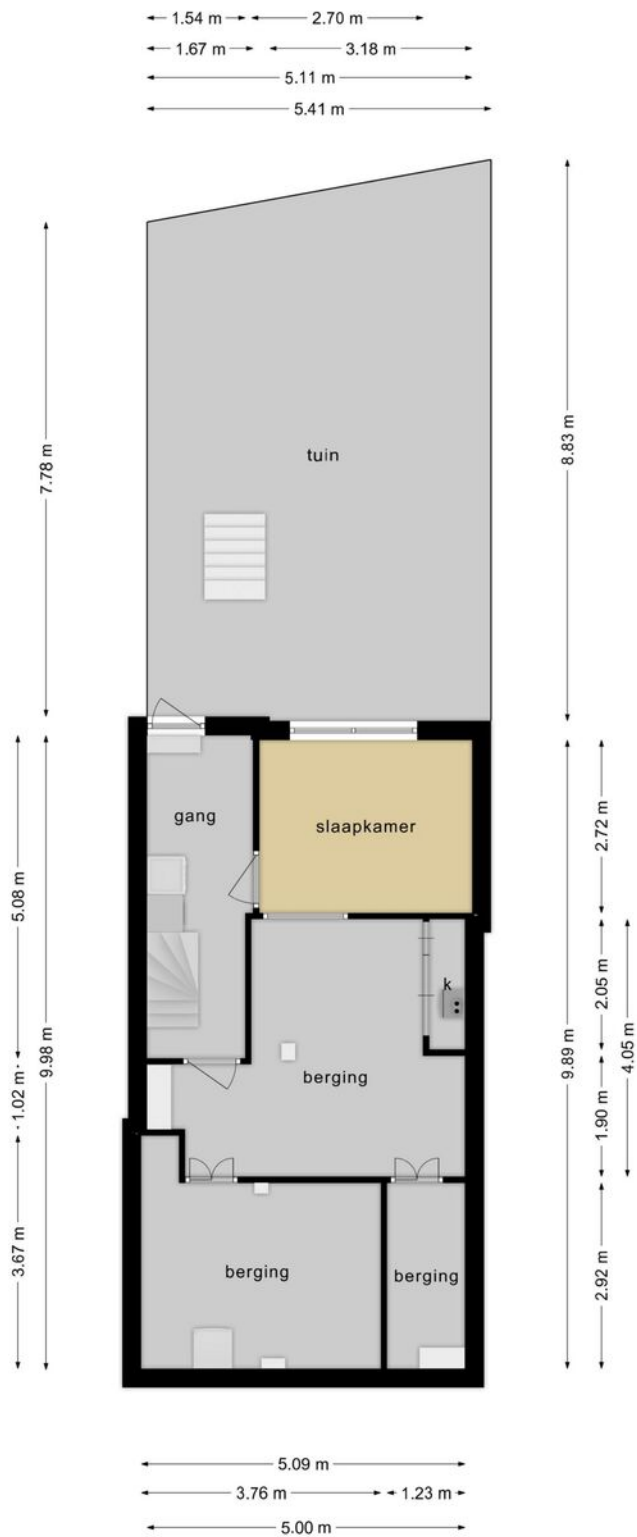 1.54 m 2.70 m
1.67 m 3.18 m
5.11 m
5.41 m
7.78 m
8.83 m
tuin
gang
slaapkamer
5.08 m
9.98 m
2.72 m
k
2.05 m
9.89 m
4.05 m
berging
1.02 m
1.90 m
berging
berging
3.67 m
2.92 m
5.09 m
3.76 m 1.23 m
5.00 m